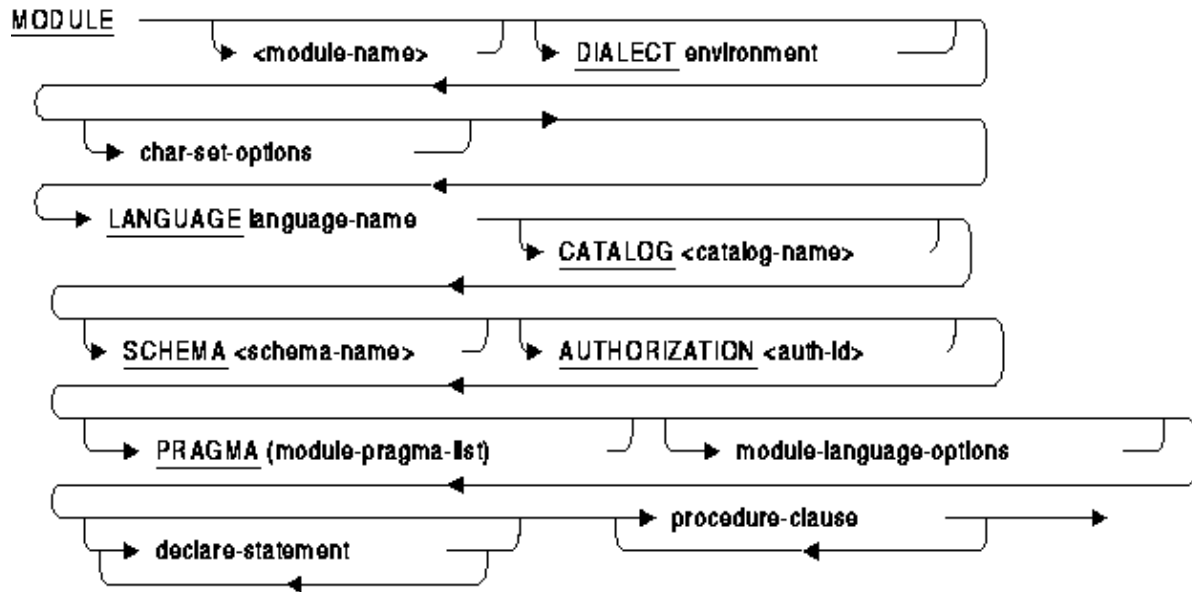 MODULE
<module-name> DIALECT environment
char-set-options
LANGUAGE language-name
CATALOG <catalog-name>
SCHEMA <schema-name> AUTHORIZATION <auth-id>
PRAGMA (module-pragma-list) module-language-options
procedure-clause
declare-statement